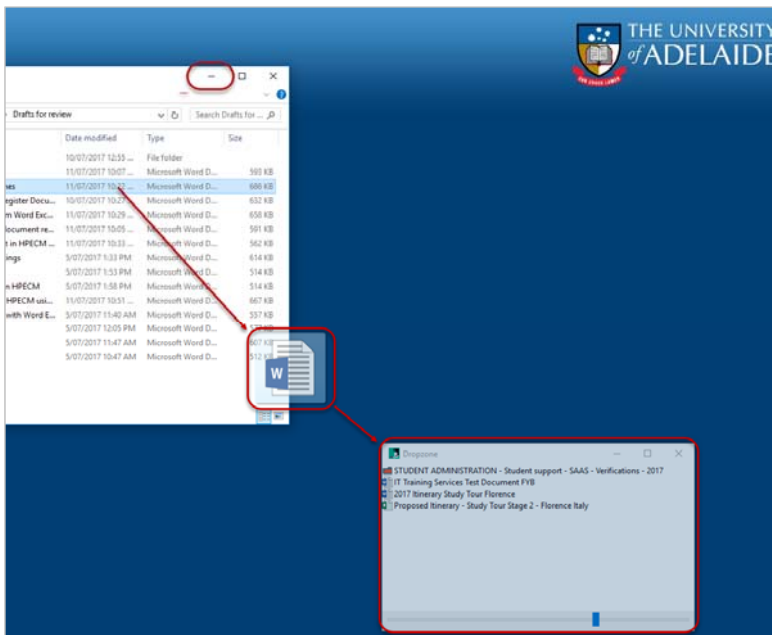 THE UNIVERSITY
of ADELAIDE
Drafts for review
Search Drafts for ...
Date modified Type Size
10/07/2017 12:55 ... File folder
11/07/2017 10:07 ... Microsoft Word D... 593 KB
nes 11/07/2017 10:22 ... Microsoft Word D... KB
egister Docu... 10/07/2017 10:27 ... Microsoft Word D... 632 KB
m Word Exc... 11/07/2017 10:29 ... Microsoft Word D... 658 KB
locument re... 11/07/2017 10:05 ... Microsoft Word D... 591 KB
t in HPECM ... 11/07/2017 10:33 ... Microsoft Word D... 562 KB
ings 5/07/2017 1:33 PM Microsoft Word D... 614 KB
5/07/2017 1:53 PM Microsoft Word D... 514 KB
n HPECM 5/07/2017 1:58 PM Microsoft Word D... 514 KB
HPECM usi... 11/07/2017 10:51 ... Microsoft Word D... 667 KB
with Word E... 5/07/2017 11:40 AM Microsoft Word D... 557 KB
5/07/2017 12:05 PM Microsoft Word D... KB
5/07/2017 11:47 AM Microsoft Word D... 607 KB
5/07/2017 10:47 AM Microsoft Word D... 512 KB
W
Dropzone
STUDENT ADMINISTRATION - Student support - SAAS - Verifications - 2017
IT Training Services Test Document FYB
2017 Itinerary Study Tour Florence
Proposed Itinerary - Study Tour Stage 2 - Florence Italy